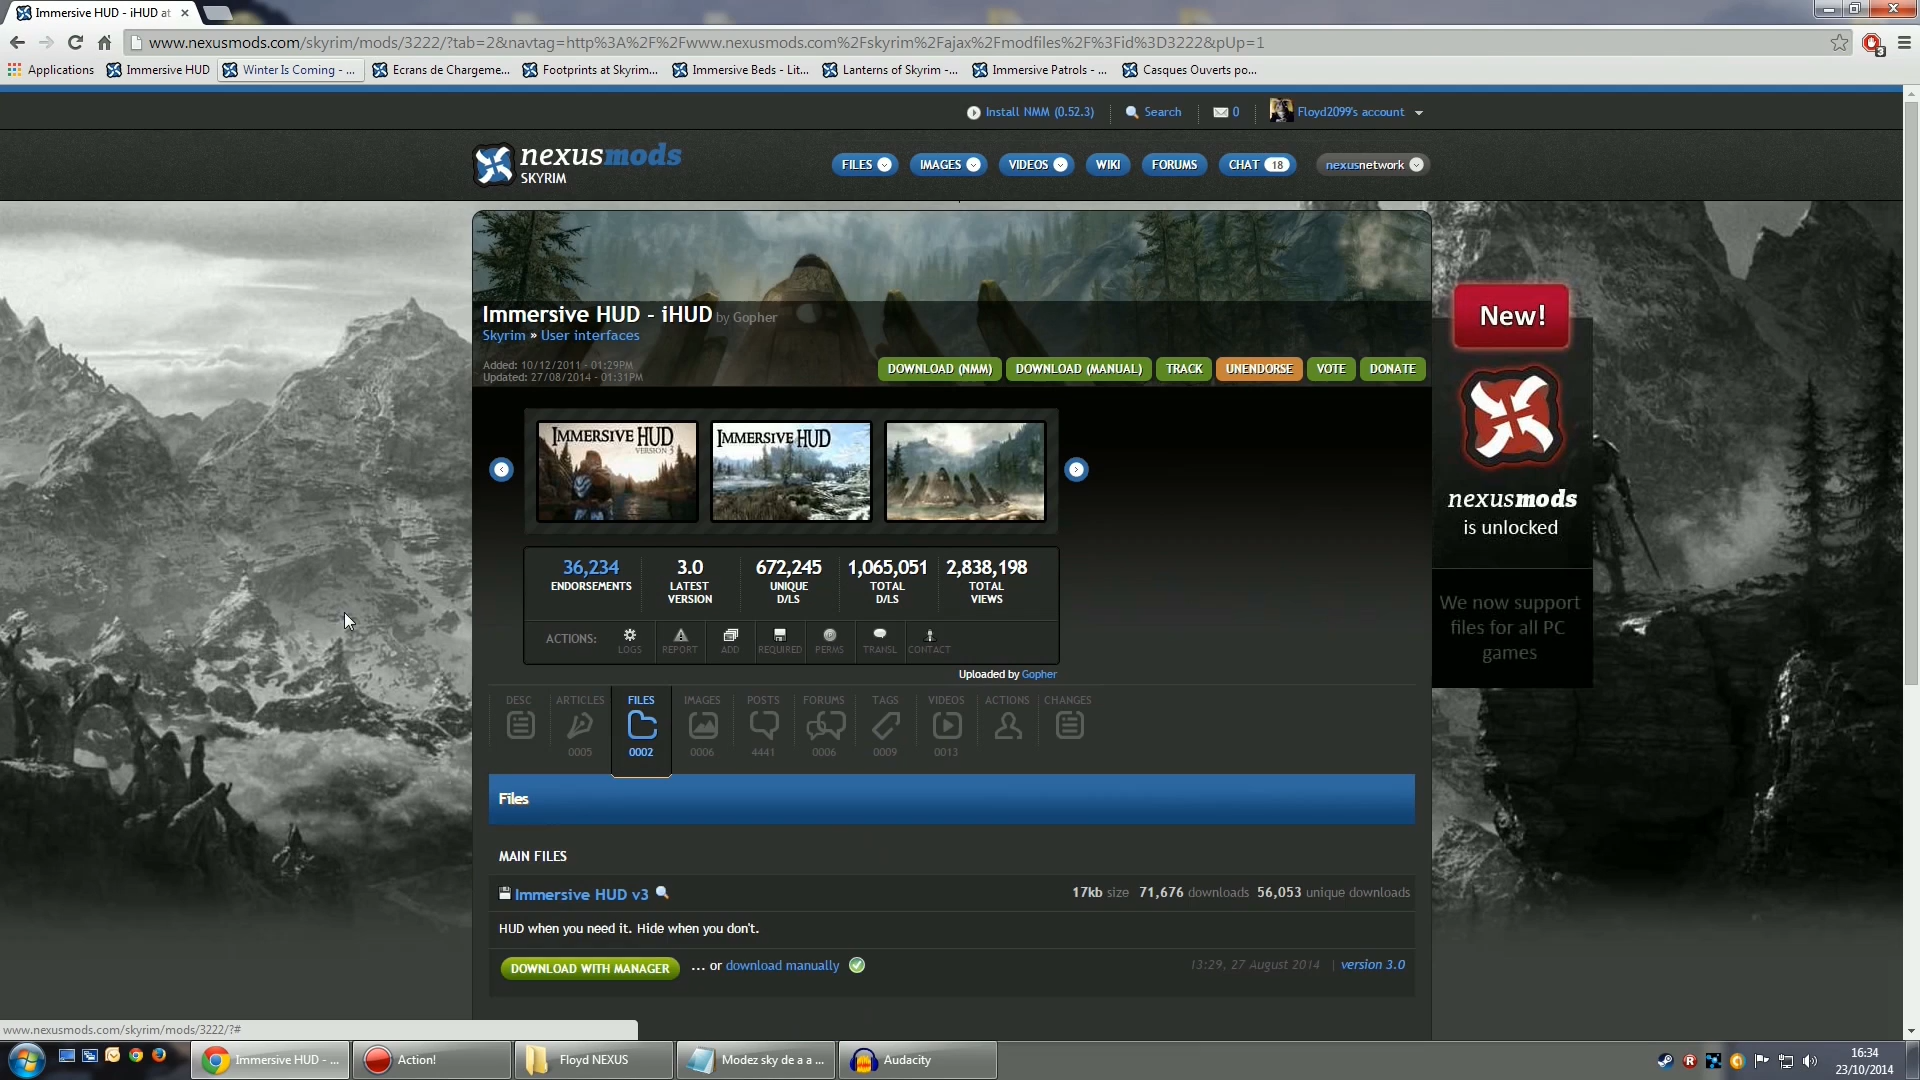 Immersive HUD - iHUD at
www.nexusmods.com/skyrim/mods/3222/?tab=2&navtag=http%3A%2F%2Fwww.nexusmods.com%2Fskyrim%2Fajax%2Fmodfiles%2F%3Fid%3D3222&pUp=1
3
Applications Immersive HUD Winter Is Coming - ... Ecrans de Chargeme... Footprints at Skyrim... Immersive Beds - Lit... Lanterns of Skyrim -... Immersive Patrols - ... Casques Ouverts po...
Install NMM (0.52.3) Search 0 Floyd2099's account
nexusmods
SKYRIM
FILES IMAGES VIDEOS WIKI FORUMS CHAT 18 nexusnetwork
Immersive HUD - iHUD by Gopher
Skyrim » User interfaces
Added: 10/12/2011 - 01:29PM
Updated: 27/08/2014 - 01:31PM
DOWNLOAD (NMM) DOWNLOAD (MANUAL) TRACK UNENDORSE VOTE DONATE
New!
nexusmods
is unlocked
We now support
files for all PC
games
IMMERSIVE HUD
VERSION 3
IMMERSIVE HUD
36,234 3.0 672,245 1,065,051 2,838,198
ENDORSEMENTS LATEST UNIQUE TOTAL TOTAL
VERSION D/LS D/LS VIEWS
ACTIONS: LOGS REPORT ADD REQUIRED PERMS TRANSL CONTACT
Uploaded by Gopher
DESC ARTICLES FILES IMAGES POSTS FORUMS TAGS VIDEOS ACTIONS CHANGES
0005 0002 0006 4441 0006 0009 0013
Files
MAIN FILES
Immersive HUD v3 17kb size 71,676 downloads 56,053 unique downloads
HUD when you need it. Hide when you don't.
DOWNLOAD WITH MANAGER ... or download manually 13:29, 27 August 2014 | version 3.0
www.nexusmods.com/skyrim/mods/3222/?#
Immersive HUD - ... Action! Floyd NEXUS Modez sky de a a ... Audacity
16:34
23/10/2014